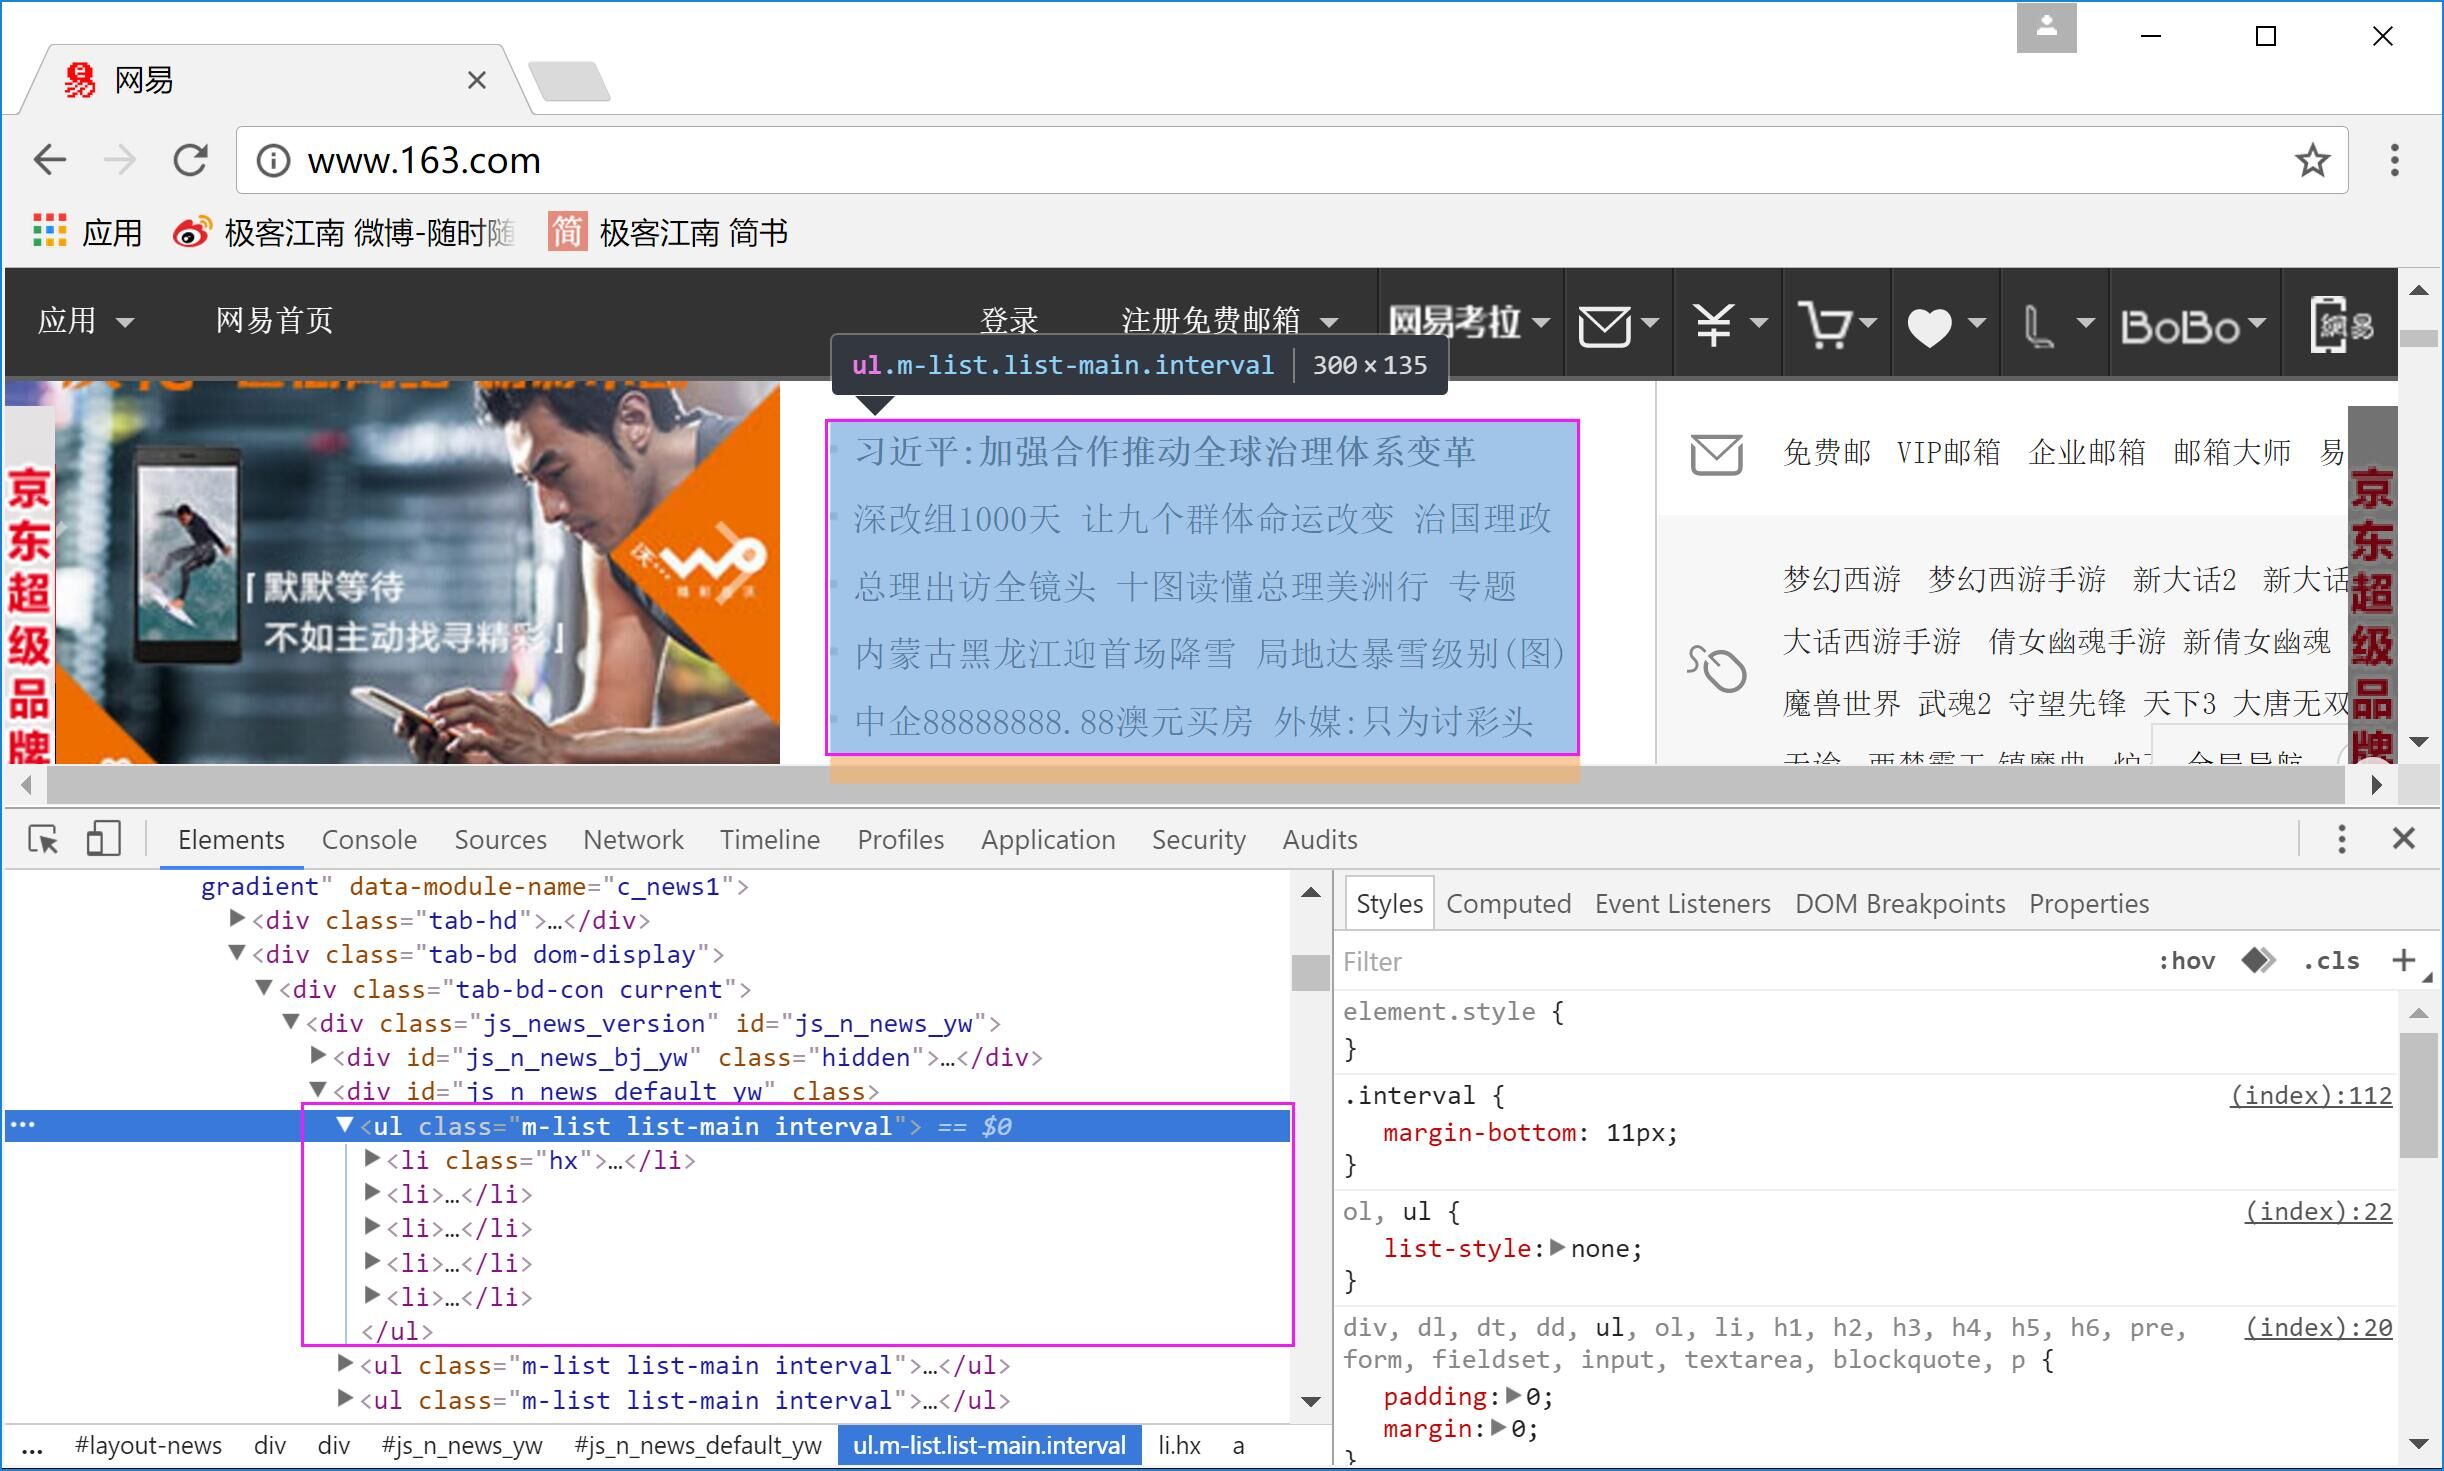 网易
www.163.com
应用 极客江南 微博-随时随 简 极客江南 简书
应用 网易首页 登录 注册免费邮箱 网易考拉 BoBo 網易
ul.m-list.list-main.interval 300×135
习近平:加强合作推动全球治理体系变革
深改组1000天 让九个群体命运改变 治国理政
总理出访全镜头 十图读懂总理美洲行 专题
内蒙古黑龙江迎首场降雪 局地达暴雪级别(图)
中企88888888.88澳元买房 外媒:只为讨彩头
京东超级品牌
「默默等待
不如主动找寻精彩」
沃
免费邮 VIP邮箱 企业邮箱 邮箱大师 易
梦幻西游 梦幻西游手游 新大话2 新大话
大话西游手游 倩女幽魂手游 新倩女幽魂
魔兽世界 武魂2 守望先锋 天下3 大唐无双
京东超级品牌
Elements Console Sources Network Timeline Profiles Application Security Audits
gradient" data-module-name="c_news1">
<div class="tab-hd">…</div>
<div class="tab-bd dom-display">
<div class="tab-bd-con current">
<div class="js_news_version" id="js_n_news_yw">
<div id="js_n_news_bj_yw" class="hidden">…</div>
<div id="js_n_news_default_yw" class>
<ul class="m-list list-main interval"> == $0
<li class="hx">…</li>
<li>…</li>
<li>…</li>
<li>…</li>
<li>…</li>
</ul>
<ul class="m-list list-main interval">…</ul>
<ul class="m-list list-main interval">…</ul>
... #layout-news div div #js_n_news_yw #js_n_news_default_yw ul.m-list.list-main.interval li.hx a
Styles Computed Event Listeners DOM Breakpoints Properties
Filter :hov .cls +
element.style {
}
.interval { (index):112
margin-bottom: 11px;
}
ol, ul { (index):22
list-style: none;
}
div, dl, dt, dd, ul, ol, li, h1, h2, h3, h4, h5, h6, pre, (index):20
form, fieldset, input, textarea, blockquote, p {
padding: 0;
margin: 0;
}